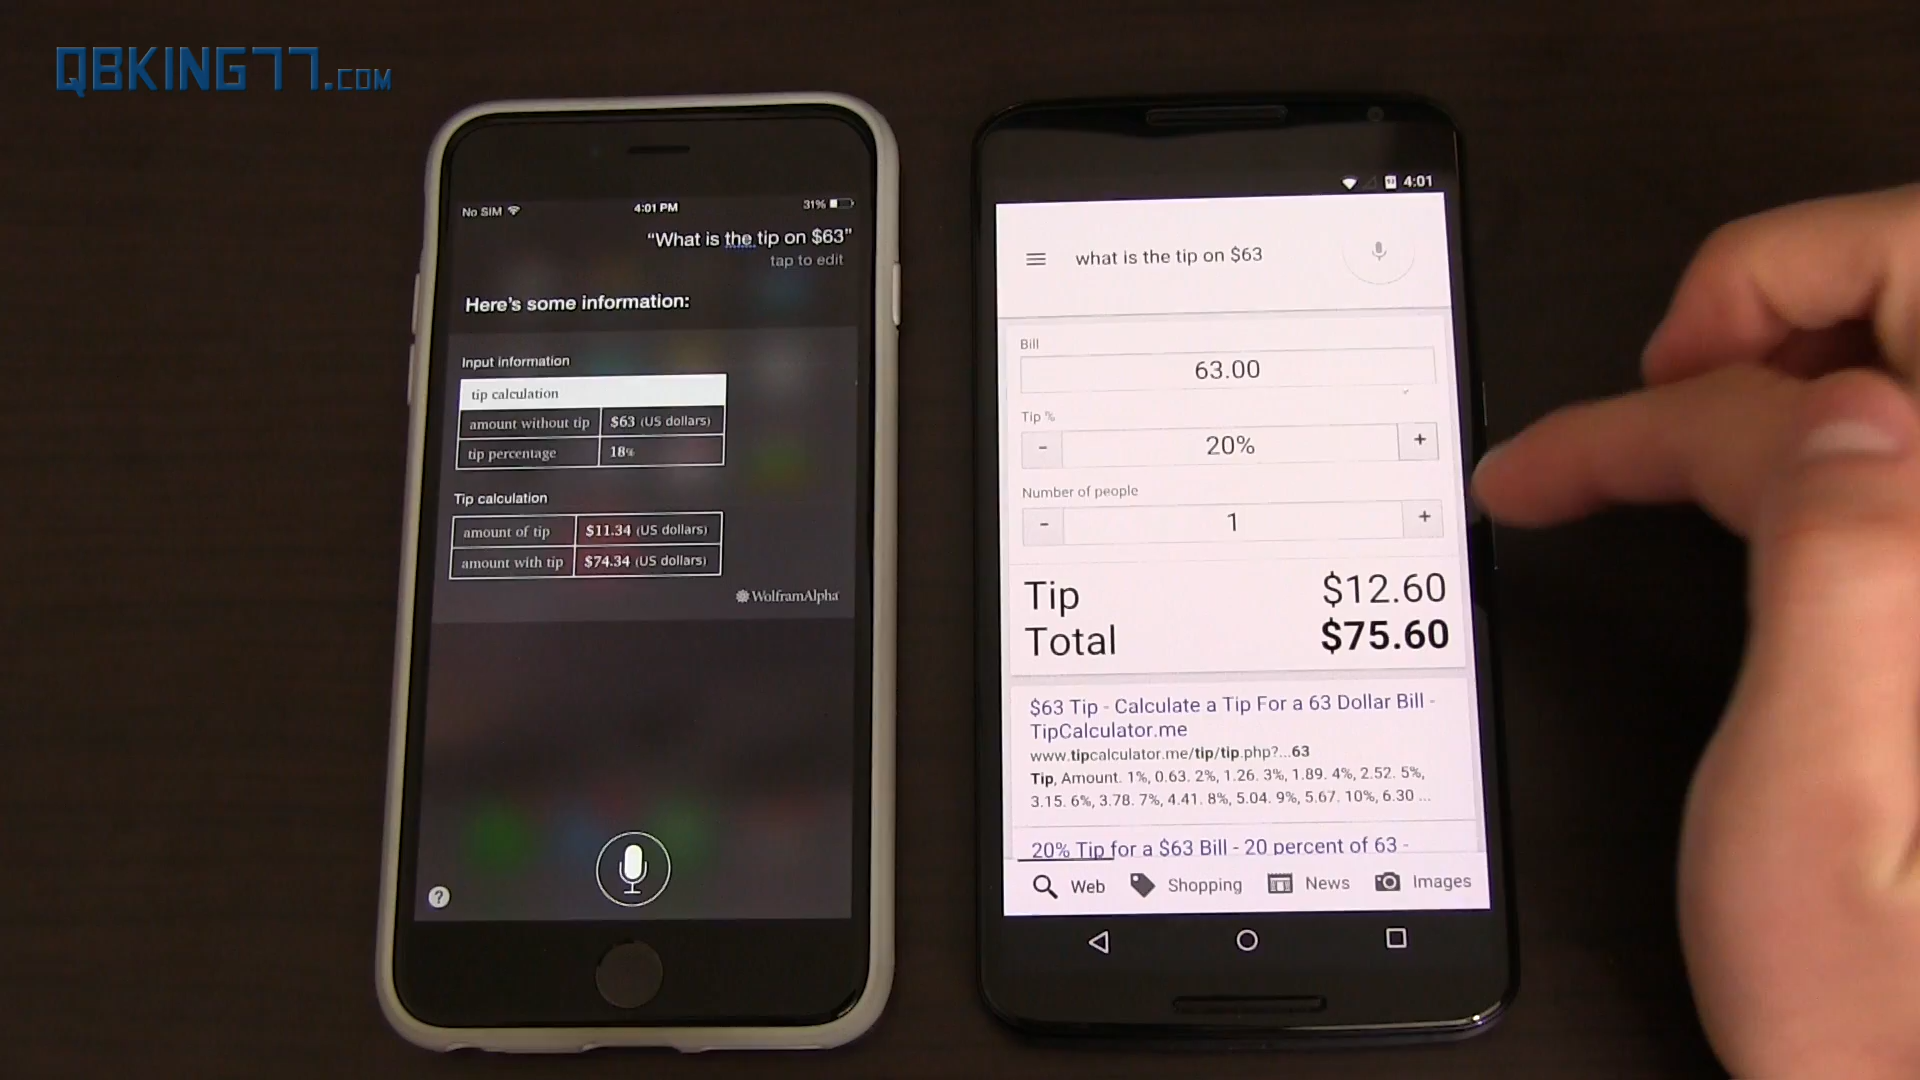 QBKING77.COM
No SIM 4:01 PM 31%
“What is the tip on $63”
tap to edit
Here's some information:
Input information
tip calculation
amount without tip $63 (US dollars)
tip percentage 18%
Tip calculation
amount of tip $11.34 (US dollars)
amount with tip $74.34 (US dollars)
WolframAlpha
?
4:01
what is the tip on $63
Bill
63.00
Tip %
- 20% +
Number of people
- 1 +
Tip $12.60
Total $75.60
$63 Tip - Calculate a Tip For a 63 Dollar Bill -
TipCalculator.me
www.tipcalculator.me/tip/tip.php?...63
Tip, Amount. 1%, 0.63. 2%, 1.26. 3%, 1.89. 4%, 2.52. 5%,
3.15. 6%, 3.78. 7%, 4.41. 8%, 5.04. 9%, 5.67. 10%, 6.30 ...
20% Tip for a $63 Bill - 20 percent of 63 -
Web Shopping News Images